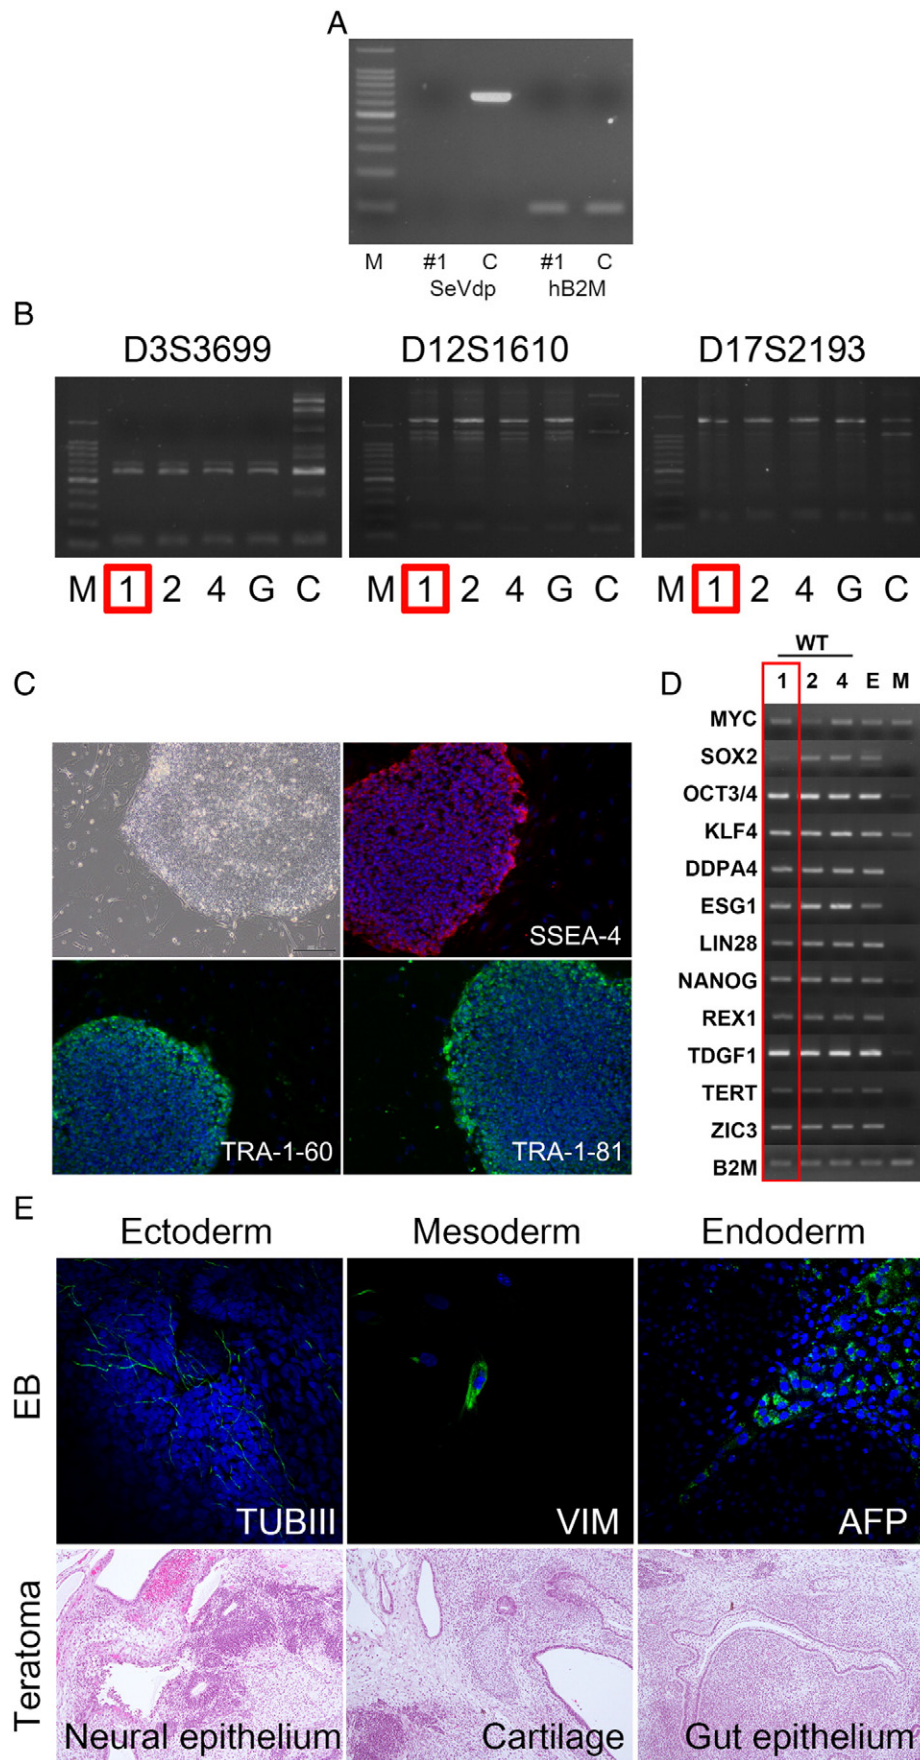 A
M #1 C #1 C
SeVdp hB2M
B
D3S3699 D12S1610 D17S2193
M 1 2 4 G C M 1 2 4 G C M 1 2 4 G C
C
SSEA-4
TRA-1-60 TRA-1-81
D
WT
1 2 4 E M
MYC
SOX2
OCT3/4
KLF4
DDPA4
ESG1
LIN28
NANOG
REX1
TDGF1
TERT
ZIC3
B2M
E
Ectoderm Mesoderm Endoderm
EB
TUBIII VIM AFP
Teratoma
Neural epithelium Cartilage Gut epithelium